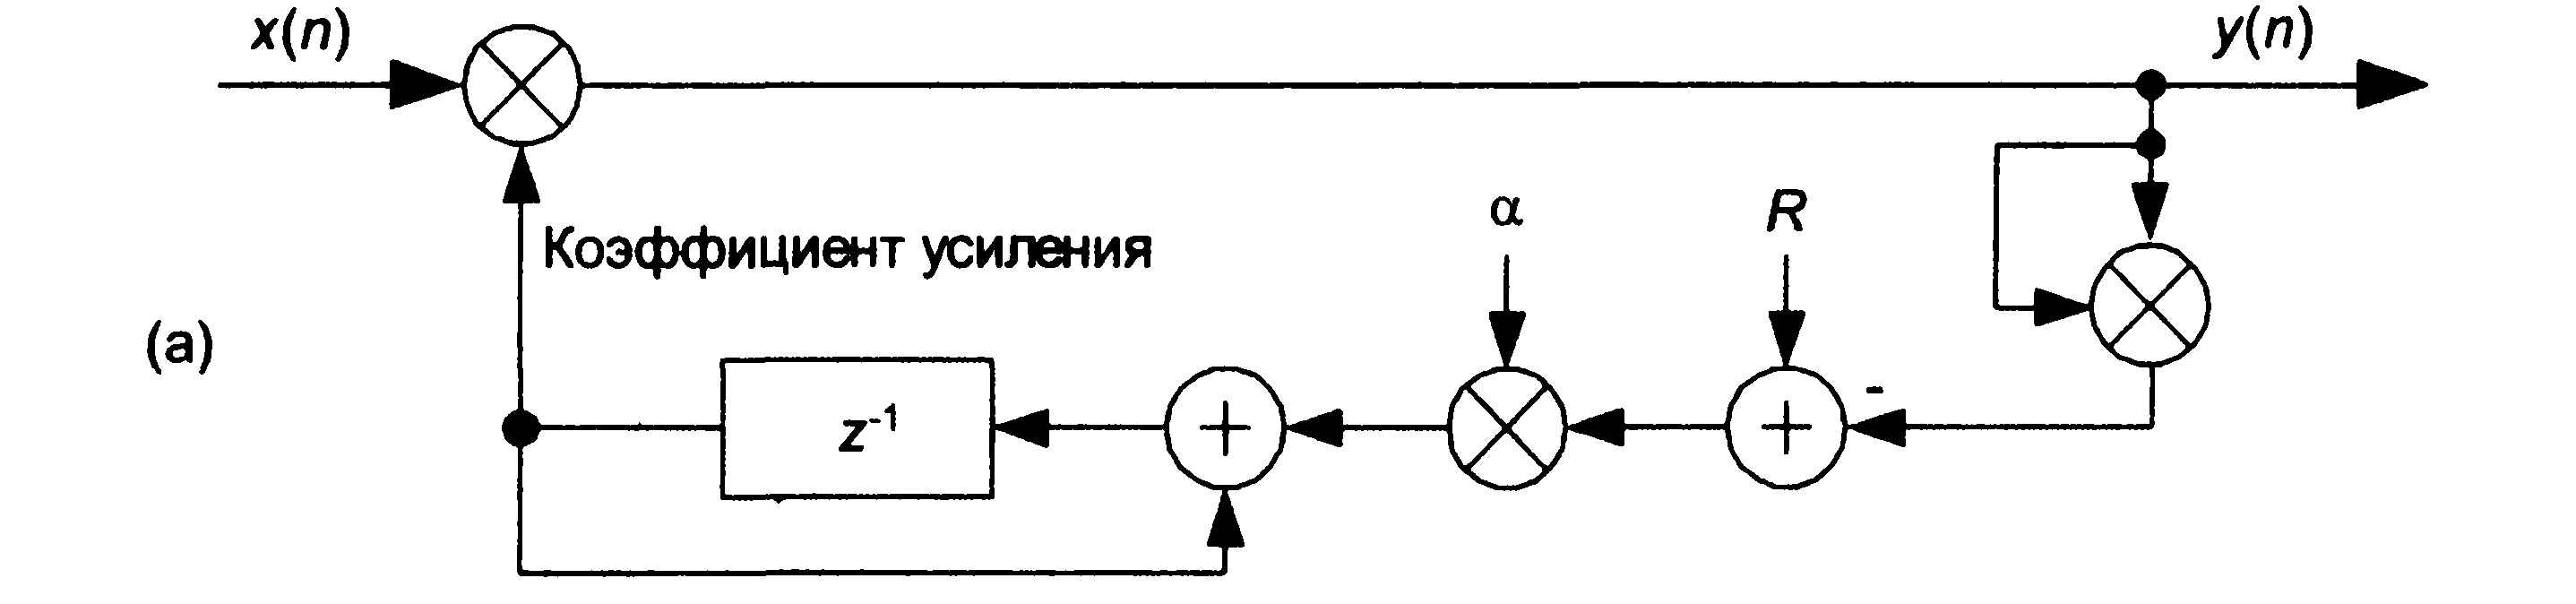 x(n)
y(n)
α
R
Коэффициент усиления
(a)
-
z⁻¹
+
+